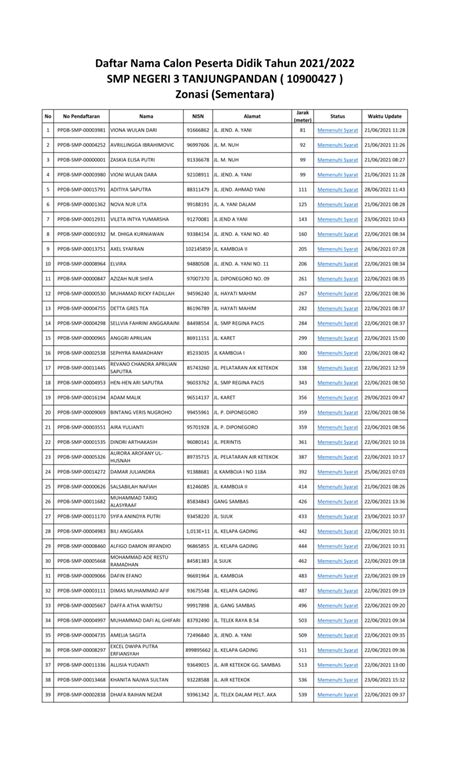 Daftar Nama Calon Peserta Didik Tahun 2021/2022
SMP NEGERI 3 TANJUNGPANDAN ( 10900427 )
Zonasi (Sementara)
No No Pendaftaran Nama NISN Alamat Jarak (meter) Status Waktu Update
1 PPDB-SMP-00003981 VIONA WULAN DARI 91666862 JL. JEND. A. YANI 81 Memenuhi Syarat 21/06/2021 11:28
2 PPDB-SMP-00004252 AVRILLINGGA IBRAHIMOVIC 96997606 JL. M. NUH 92 Memenuhi Syarat 21/06/2021 11:26
3 PPDB-SMP-00000001 ZASKIA ELISA PUTRI 91336678 JL. M. NUH 99 Memenuhi Syarat 21/06/2021 08:27
4 PPDB-SMP-00003980 VIONI WULAN DARA 92108911 JL. JEND. A. YANI 99 Memenuhi Syarat 21/06/2021 11:28
5 PPDB-SMP-00015791 ADITIYA SAPUTRA 88311479 JL. JEND. AHMAD YANI 111 Memenuhi Syarat 28/06/2021 11:43
6 PPDB-SMP-00001362 NOVA NUR LITA 99188191 JL. A. YANI DALAM 125 Memenuhi Syarat 21/06/2021 08:28
7 PPDB-SMP-00012931 VILETA INTYA YUMARSHA 91270081 JL JEND A YANI 143 Memenuhi Syarat 23/06/2021 10:43
8 PPDB-SMP-00001932 M. DHIGA KURNIAWAN 93384154 JL. JEND. A. YANI NO. 40 160 Memenuhi Syarat 22/06/2021 08:34
9 PPDB-SMP-00013751 AXEL SYAFRAN 102145859 JL. KAMBOJA II 205 Memenuhi Syarat 24/06/2021 07:28
10 PPDB-SMP-00008964 ELVIRA 94880508 JL. JEND. A. YANI NO. 11 206 Memenuhi Syarat 22/06/2021 08:34
11 PPDB-SMP-00000847 AZIZAH NUR SHIFA 97007370 JL. DIPONEGORO NO. 09 261 Memenuhi Syarat 22/06/2021 08:35
12 PPDB-SMP-00000530 MUHAMAD RICKY FADILLAH 94596240 JL. HAYATI MAHIM 267 Memenuhi Syarat 22/06/2021 08:36
13 PPDB-SMP-00004755 DETTA GRES TEA 86196789 JL. HAYATI MAHIM 282 Memenuhi Syarat 22/06/2021 08:37
14 PPDB-SMP-00004298 SELLVIA FAHRINI ANGGARAINI 84498554 JL. SMP REGINA PACIS 284 Memenuhi Syarat 22/06/2021 08:37
15 PPDB-SMP-00000965 ANGGRI APRILIAN 86911151 JL. KARET 299 Memenuhi Syarat 21/06/2021 15:00
16 PPDB-SMP-00002538 SEPHYRA RAMADHANY 85233035 JL KAMBOJA I 300 Memenuhi Syarat 22/06/2021 08:42
17 PPDB-SMP-00011445 REVANO CHANDRA APRILIAN SAPUTRA 85743260 JL. PELATARAN AIK KETEKOK 338 Memenuhi Syarat 22/06/2021 12:59
18 PPDB-SMP-00004953 HEN-HEN ARI SAPUTRA 96033762 JL. SMP REGINA PACIS 343 Memenuhi Syarat 22/06/2021 08:50
19 PPDB-SMP-00016194 ADAM MALIK 96514137 JL. KARET 356 Memenuhi Syarat 29/06/2021 09:47
20 PPDB-SMP-00009069 BINTANG VERIS NUGROHO 99455961 JL. P. DIPONEGORO 359 Memenuhi Syarat 22/06/2021 08:56
21 PPDB-SMP-00003551 AIRA YULIANTI 95701928 JL. P. DIPONEGORO 359 Memenuhi Syarat 22/06/2021 08:56
22 PPDB-SMP-00001535 DINDRI ARTHAKASIH 96080141 JL. PERINTIS 361 Memenuhi Syarat 22/06/2021 10:16
23 PPDB-SMP-00005326 AURORA AROFANY UL-HUSNAH 89735715 JL. PELATARAN AIR KETEKOK 387 Memenuhi Syarat 22/06/2021 10:17
24 PPDB-SMP-00014272 DAMAR JULIANDRA 91388681 JL KAMBOJA I NO 118A 392 Memenuhi Syarat 25/06/2021 07:03
25 PPDB-SMP-00000626 SALSABILAH NAFIAH 81246085 JL. KAMBOJA II 414 Memenuhi Syarat 21/06/2021 08:26
26 PPDB-SMP-00011682 MUHAMMAD TARIQ ALASYRAAF 85834843 GANG SAMBAS 426 Memenuhi Syarat 22/06/2021 13:36
27 PPDB-SMP-00011170 SYIFA ANINDYA PUTRI 93458220 JL. SIJUK 433 Memenuhi Syarat 23/06/2021 10:37
28 PPDB-SMP-00004983 BILI ANGGARA 1,013E+11 JL. KELAPA GADING 442 Memenuhi Syarat 22/06/2021 10:31
29 PPDB-SMP-00008460 ALFIGO DAMON IRFANDIO 96865855 JL. KELAPA GADING 444 Memenuhi Syarat 22/06/2021 10:31
30 PPDB-SMP-00005668 MOHAMMAD ADE RESTU RAMADHAN 84581383 JL SIJUK 462 Memenuhi Syarat 22/06/2021 09:18
31 PPDB-SMP-00009066 DAFIN EFANO 96691964 JL. KAMBOJA 483 Memenuhi Syarat 22/06/2021 09:19
32 PPDB-SMP-00003111 DIMAS MUHAMMAD AFIF 93675548 JL. KELAPA GADING 487 Memenuhi Syarat 22/06/2021 09:19
33 PPDB-SMP-00005667 DAFFA ATHA WARITSU 99917898 JL. GANG SAMBAS 496 Memenuhi Syarat 22/06/2021 09:20
34 PPDB-SMP-00004997 MUHAMMAD DAFI AL GHIFARI 83792490 JL. TELEK RAYA B.54 503 Memenuhi Syarat 22/06/2021 09:34
35 PPDB-SMP-00004735 AMELIA SAGITA 72496840 JL. JEND. A. YANI 509 Memenuhi Syarat 22/06/2021 09:35
36 PPDB-SMP-00008297 EXCEL DWIPA PUTRA ERFIANSYAH 899895662 JL. KELAPA GADING 511 Memenuhi Syarat 22/06/2021 09:36
37 PPDB-SMP-00011336 ALLISIA YUDANTI 93649015 JL. AIR KETEKOK GG. SAMBAS 513 Memenuhi Syarat 22/06/2021 13:00
38 PPDB-SMP-00013468 KHANITA NAJWA SULTAN 93228588 JL. AIR KETEKOK 536 Memenuhi Syarat 23/06/2021 15:32
39 PPDB-SMP-00002838 DHAFA RAIHAN NEZAR 93961342 JL. TELEX DALAM PELT. AKA 539 Memenuhi Syarat 22/06/2021 09:37